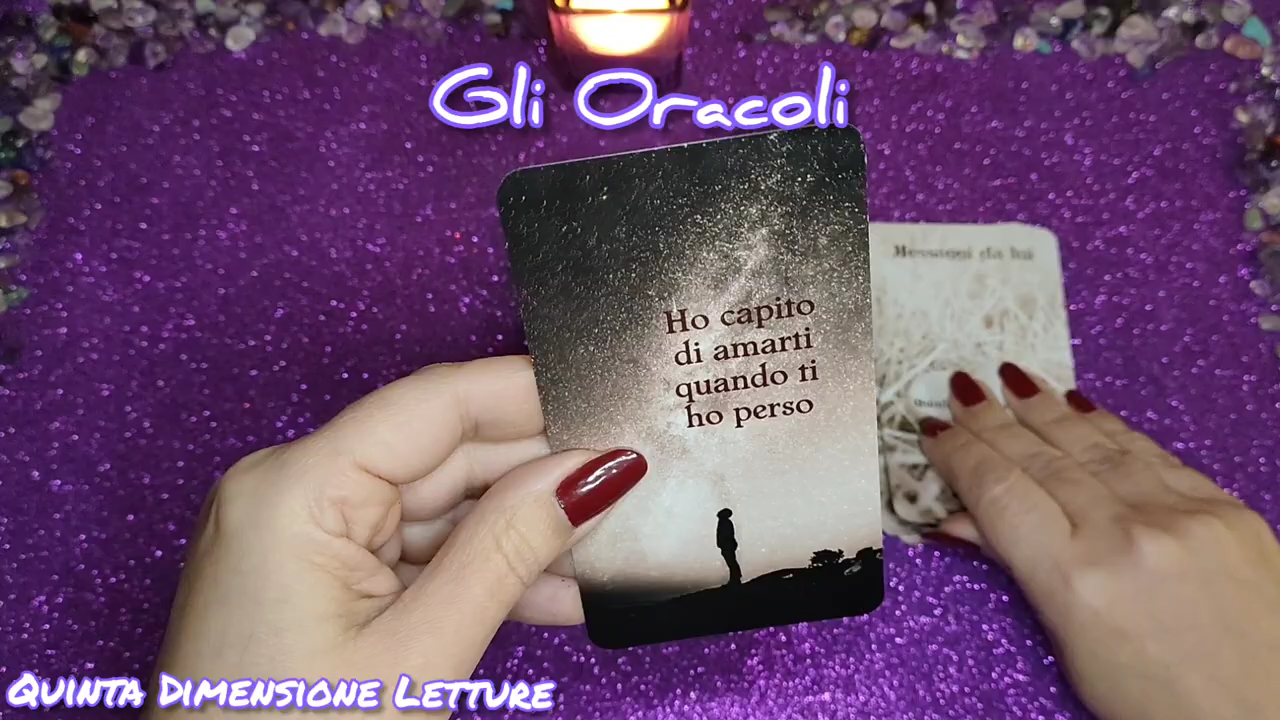 Gli Oracoli
Messaggi da lui
Ho capito
di amarti
quando ti
ho perso
Quinta Dimensione Letture